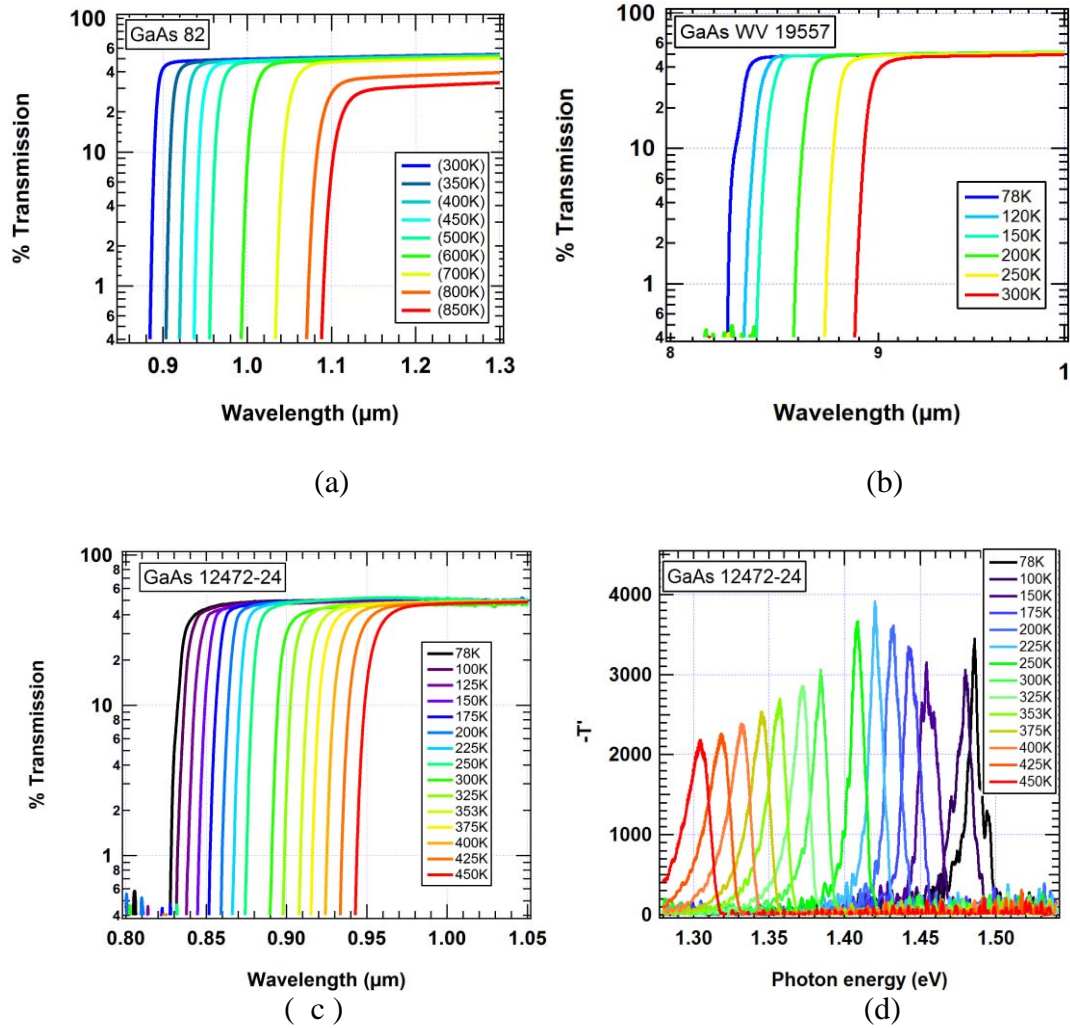 GaAs 82
% Transmission
100
6
4
2
10
6
4
2
1
6
4
(300K)
(350K)
(400K)
(450K)
(500K)
(600K)
(700K)
(800K)
(850K)
0.9
1.0
1.1
1.2
1.3
Wavelength (µm)
(a)
GaAs WV 19557
% Transmission
100
6
4
2
10
6
4
2
1
6
4
78K
120K
150K
200K
250K
300K
8
9
1
Wavelength (µm)
(b)
GaAs 12472-24
% Transmission
100
8
6
4
2
10
8
6
4
2
1
8
6
4
78K
100K
125K
150K
175K
200K
225K
250K
300K
325K
353K
375K
400K
425K
450K
0.80
0.85
0.90
0.95
1.00
1.05
Wavelength (µm)
( c )
GaAs 12472-24
-T'
4000
3000
2000
1000
0
78K
100K
150K
175K
200K
225K
250K
300K
325K
353K
375K
400K
425K
450K
1.30
1.35
1.40
1.45
1.50
Photon energy (eV)
(d)